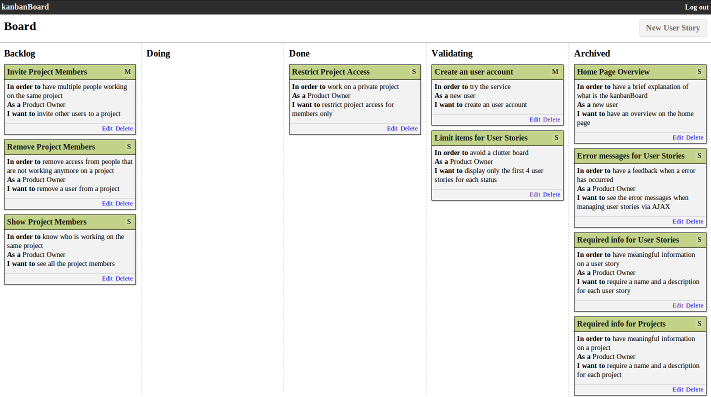 kanbanBoard
Log out
Board
New User Story
Backlog
Invite Project Members M
In order to have multiple people working
on the same project
As a Product Owner
I want to invite other users to a project
Edit Delete
Remove Project Members S
In order to remove access from people that
are not working anymore on a project
As a Product Owner
I want to remove a user from a project
Edit Delete
Show Project Members S
In order to know who is working on the
same project
As a Product Owner
I want to see all the project members
Edit Delete
Doing
Done
Restrict Project Access S
In order to work on a private project
As a Product Owner
I want to restrict project access for
members only
Edit Delete
Validating
Create an user account M
In order to try the service
As a new user
I want to create an user account
Edit Delete
Limit items for User Stories S
In order to avoid a clutter board
As a Product Owner
I want to display only the first 4 user
stories for each status
Edit Delete
Archived
Home Page Overview S
In order to have a brief explanation of
what is the kanbanBoard
As a new user
I want to have an overview on the home
page
Edit Delete
Error messages for User Stories S
In order to have a feedback when a error
has occurred
As a Product Owner
I want to see the error messages when
managing user stories via AJAX
Edit Delete
Required info for User Stories S
In order to have meaningful information
on a user story
As a Product Owner
I want to require a name and a description
for each user story
Edit Delete
Required info for Projects S
In order to have meaningful information
on a project
As a Product Owner
I want to require a name and a description
for each project
Edit Delete